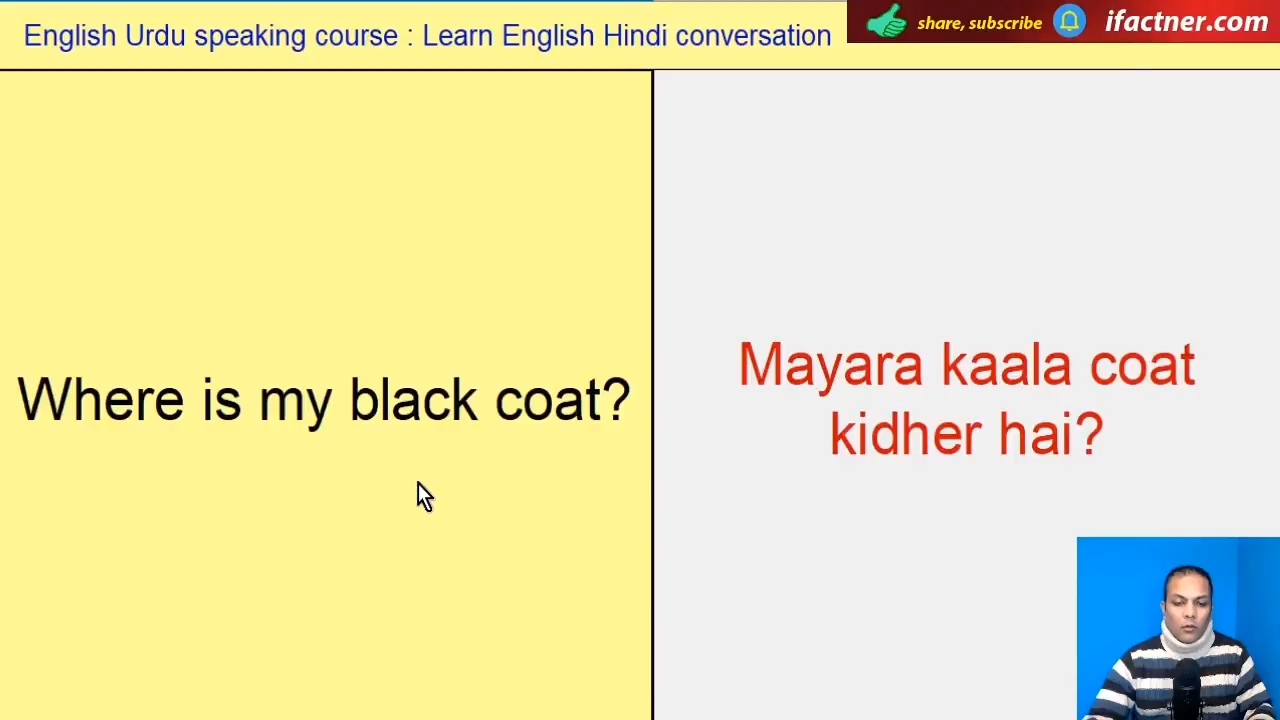 English Urdu speaking course : Learn English Hindi conversation
share, subscribe
ifactner.com
Where is my black coat?
Mayara kaala coat
kidher hai?